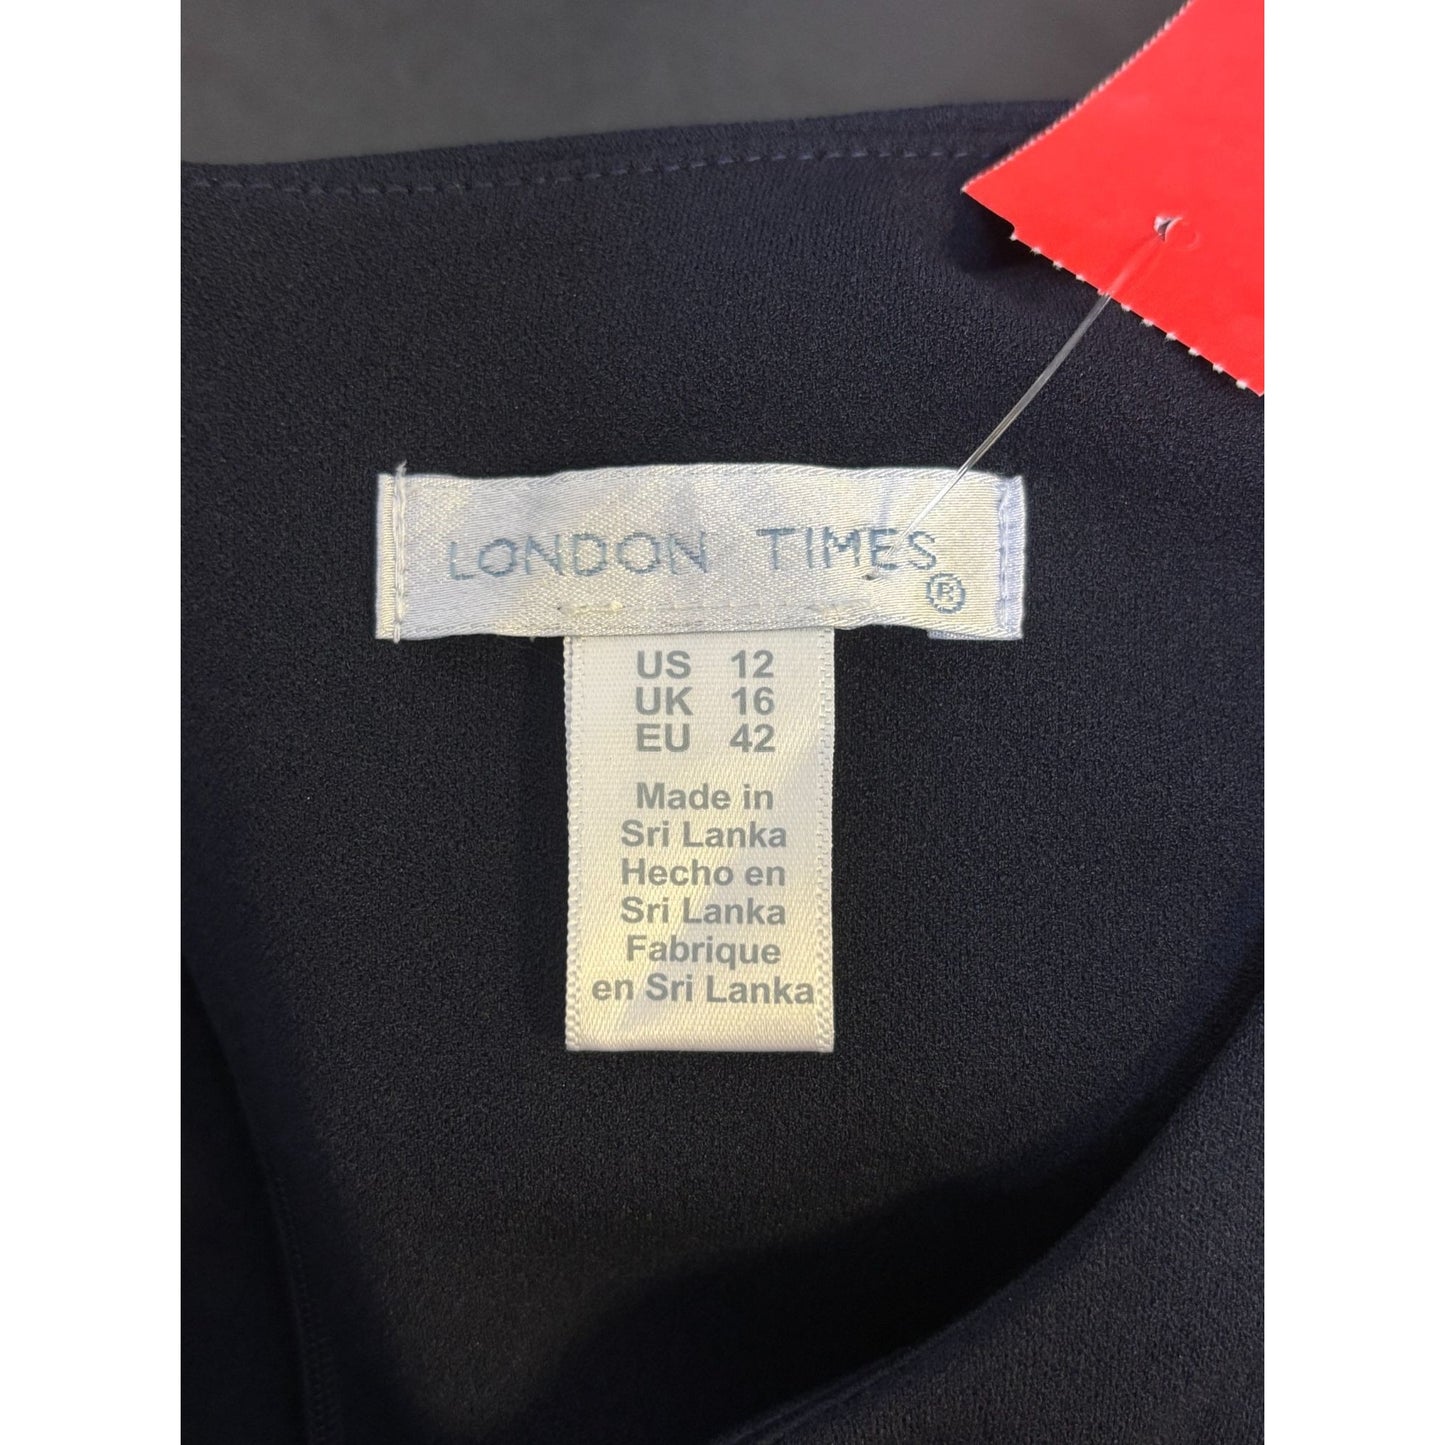 LONDON TIMES
®
US 12
UK 16
EU 42
Made in
Sri Lanka
Hecho en
Sri Lanka
Fabrique
en Sri Lanka